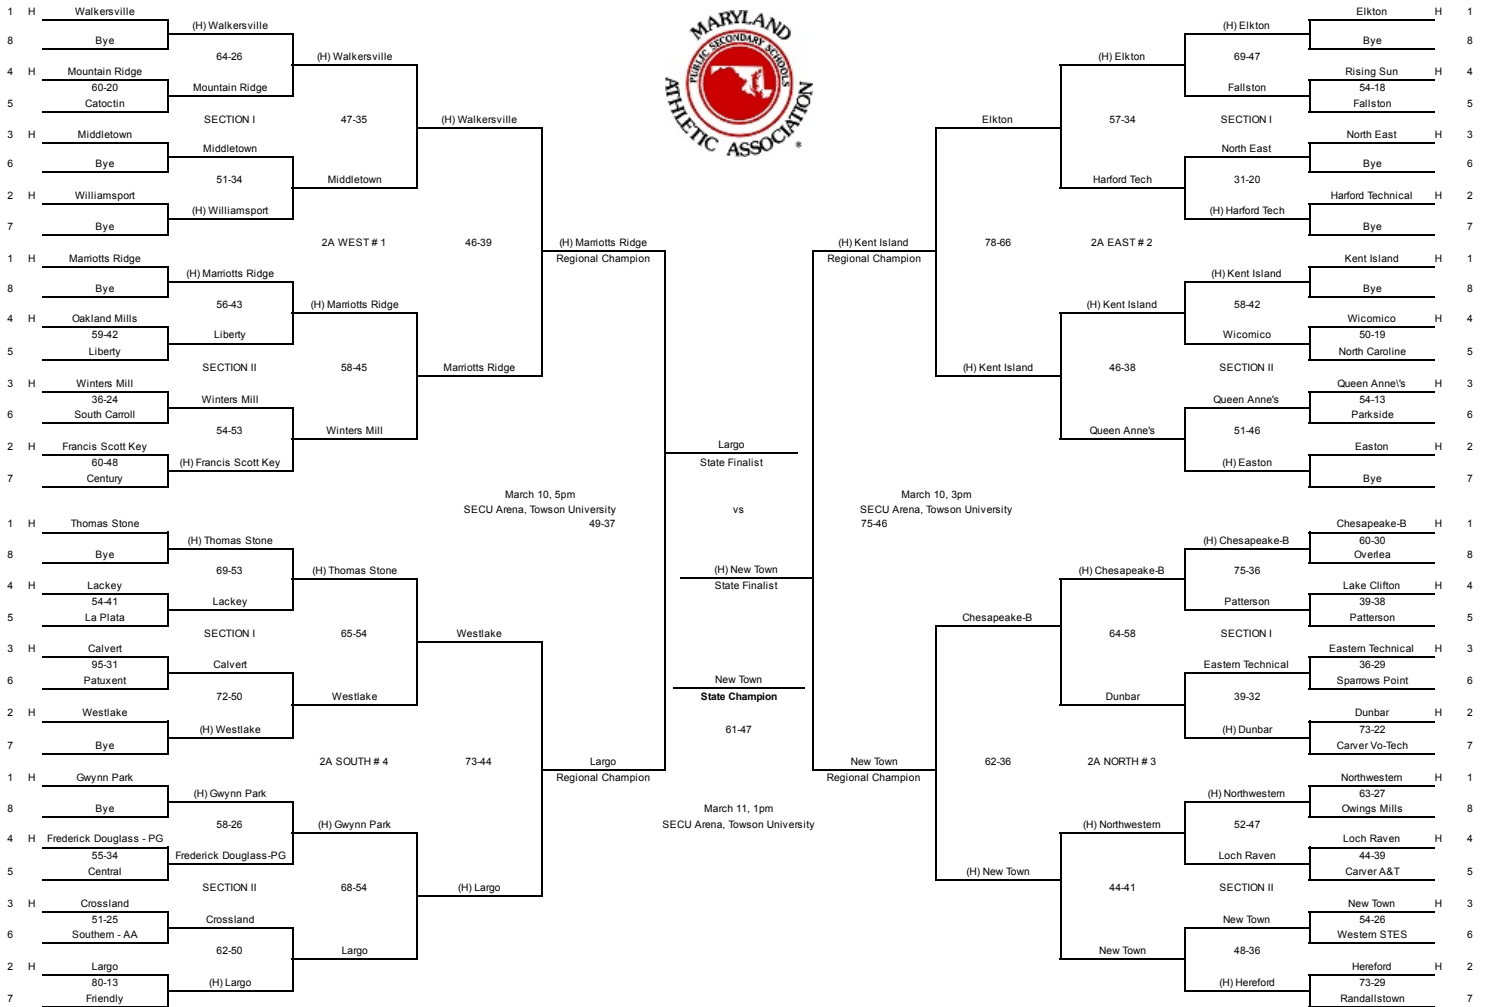 MARYLAND
PUBLIC SECONDARY SCHOOLS
ATHLETIC ASSOCIATION
®
1 H Walkersville
8 Bye
(H) Walkersville
64-26
4 H Mountain Ridge
60-20
5 Catoctin
Mountain Ridge
(H) Walkersville
SECTION I
47-35
3 H Middletown
6 Bye
Middletown
51-34
2 H Williamsport
7 Bye
(H) Williamsport
Middletown
(H) Walkersville
2A WEST # 1
46-39
1 H Marriotts Ridge
8 Bye
(H) Marriotts Ridge
56-43
4 H Oakland Mills
59-42
5 Liberty
Liberty
(H) Marriotts Ridge
SECTION II
58-45
3 H Winters Mill
36-24
6 South Carroll
Winters Mill
54-53
2 H Francis Scott Key
60-48
7 Century
(H) Francis Scott Key
Winters Mill
Marriotts Ridge
(H) Marriotts Ridge
Regional Champion
March 10, 5pm
SECU Arena, Towson University
49-37
1 H Thomas Stone
8 Bye
(H) Thomas Stone
69-53
4 H Lackey
54-41
5 La Plata
Lackey
(H) Thomas Stone
SECTION I
65-54
3 H Calvert
95-31
6 Patuxent
Calvert
72-50
2 H Westlake
7 Bye
(H) Westlake
Westlake
Westlake
2A SOUTH # 4
73-44
1 H Gwynn Park
8 Bye
(H) Gwynn Park
58-26
4 H Frederick Douglass - PG
55-34
5 Central
Frederick Douglass-PG
(H) Gwynn Park
SECTION II
68-54
3 H Crossland
51-25
6 Southern - AA
Crossland
62-50
2 H Largo
80-13
7 Friendly
(H) Largo
Largo
(H) Largo
Largo
Regional Champion
Largo
State Finalist
vs
(H) New Town
State Finalist
New Town
State Champion
61-47
March 11, 1pm
SECU Arena, Towson University
Elkton H 1
Bye 8
(H) Elkton
69-47
Rising Sun H 4
54-18
Fallston 5
Fallston
(H) Elkton
SECTION I
57-34
North East H 3
Bye 6
North East
31-20
Harford Technical H 2
Bye 7
(H) Harford Tech
Harford Tech
Elkton
2A EAST # 2
78-66
Kent Island H 1
Bye 8
(H) Kent Island
58-42
Wicomico H 4
50-19
North Caroline 5
Wicomico
(H) Kent Island
SECTION II
46-38
Queen Anne\'s H 3
54-13
Parkside 6
Queen Anne's
51-46
Easton H 2
Bye 7
(H) Easton
Queen Anne's
(H) Kent Island
(H) Kent Island
Regional Champion
March 10, 3pm
SECU Arena, Towson University
75-46
Chesapeake-B H 1
60-30
Overlea 8
(H) Chesapeake-B
75-36
Lake Clifton H 4
39-38
Patterson 5
Patterson
(H) Chesapeake-B
SECTION I
64-58
Eastern Technical H 3
36-29
Sparrows Point 6
Eastern Technical
39-32
Dunbar H 2
73-22
Carver Vo-Tech 7
(H) Dunbar
Dunbar
Chesapeake-B
2A NORTH # 3
62-36
Northwestern H 1
63-27
Owings Mills 8
(H) Northwestern
52-47
Loch Raven H 4
44-39
Carver A&T 5
Loch Raven
(H) Northwestern
SECTION II
44-41
New Town H 3
54-26
Western STES 6
New Town
48-36
Hereford H 2
73-29
Randallstown 7
(H) Hereford
New Town
(H) New Town
New Town
Regional Champion